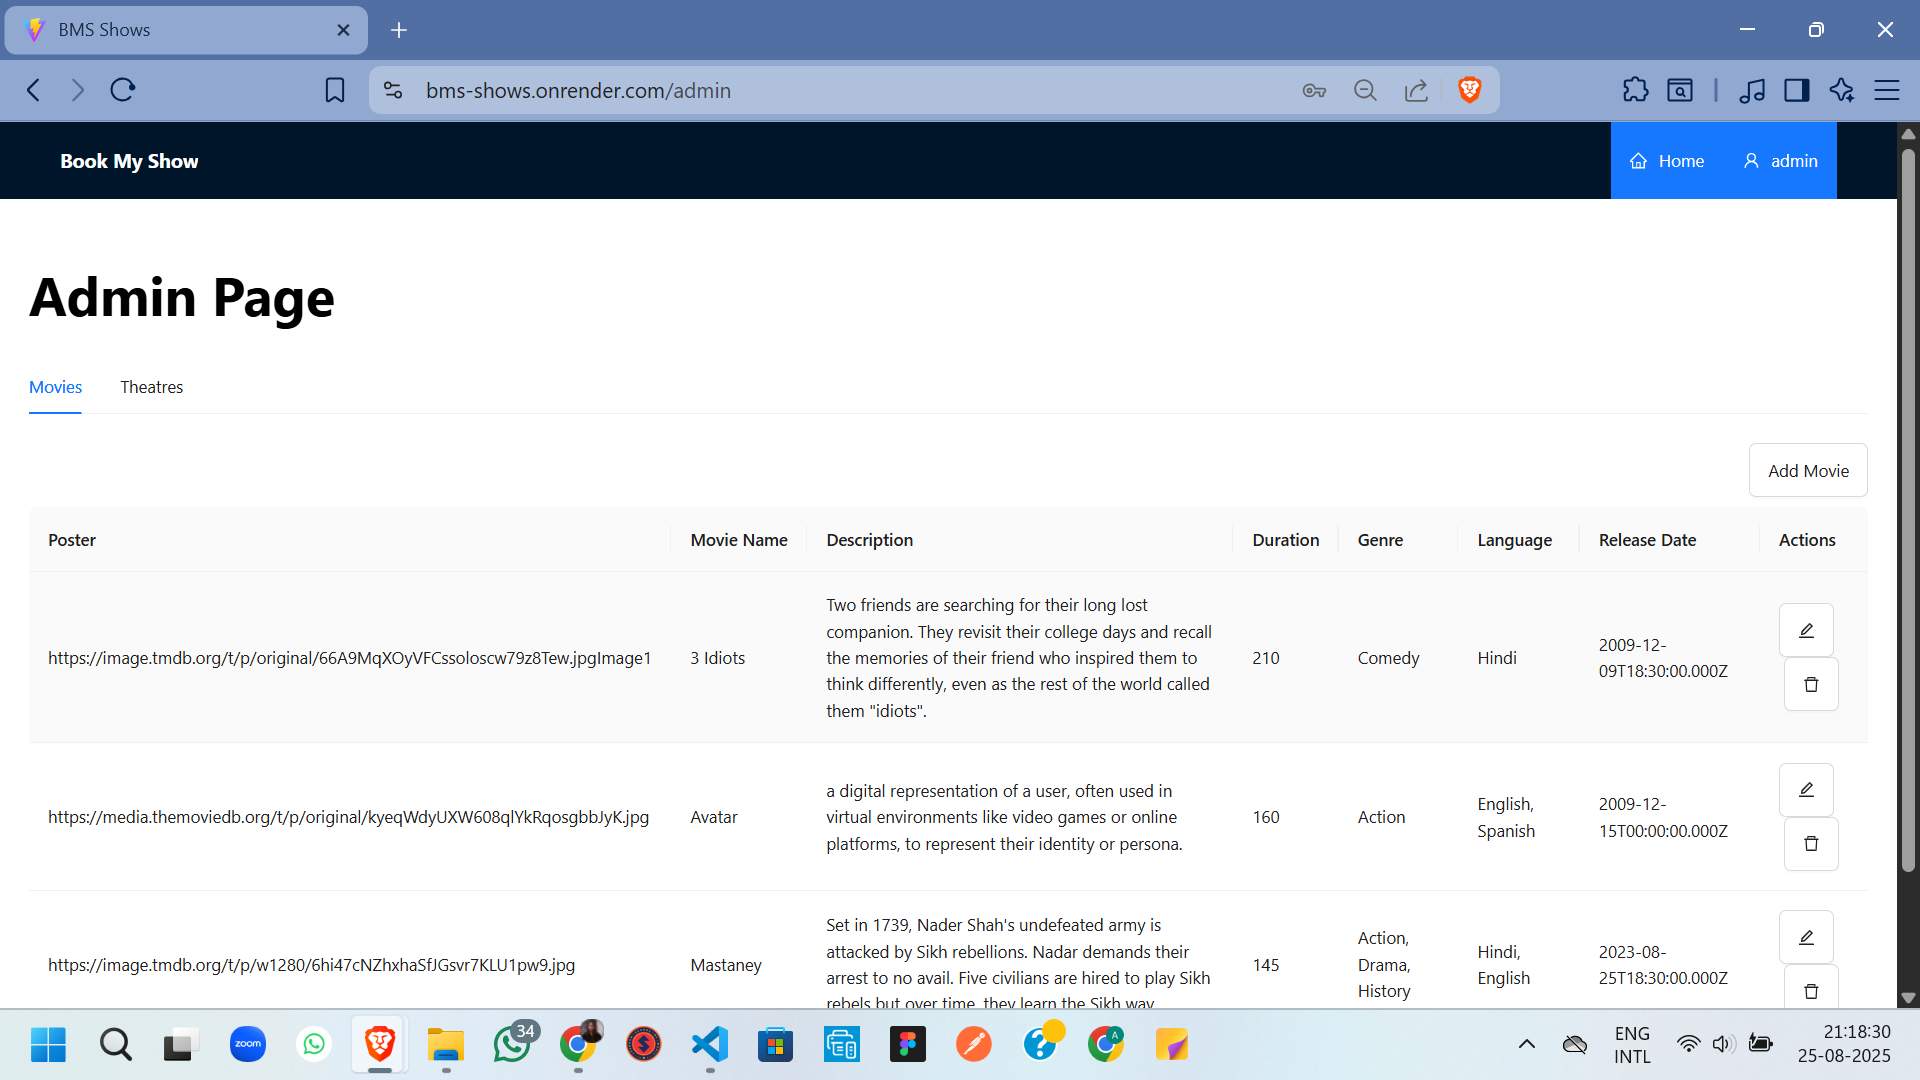 BMS Shows
bms-shows.onrender.com/admin
Book My Show
Home
admin
Admin Page
Movies
Theatres
Add Movie
Poster
Movie Name
Description
Duration
Genre
Language
Release Date
Actions
https://image.tmdb.org/t/p/original/66A9MqXOyVFCssoloscw79z8Tew.jpgImage1
3 Idiots
Two friends are searching for their long lost
companion. They revisit their college days and recall
the memories of their friend who inspired them to
think differently, even as the rest of the world called
them "idiots".
210
Comedy
Hindi
2009-12-
09T18:30:00.000Z
https://media.themoviedb.org/t/p/original/kyeqWdyUXW608qlYkRqosgbbJyK.jpg
Avatar
a digital representation of a user, often used in
virtual environments like video games or online
platforms, to represent their identity or persona.
160
Action
English,
Spanish
2009-12-
15T00:00:00.000Z
https://image.tmdb.org/t/p/w1280/6hi47cNZhxhaSfJGsvr7KLU1pw9.jpg
Mastaney
Set in 1739, Nader Shah's undefeated army is
attacked by Sikh rebellions. Nadar demands their
arrest to no avail. Five civilians are hired to play Sikh
rebels but over time, they learn the Sikh way
145
Action,
Drama,
History
Hindi,
English
2023-08-
25T18:30:00.000Z
zoom
34
A
ENG
INTL
21:18:30
25-08-2025